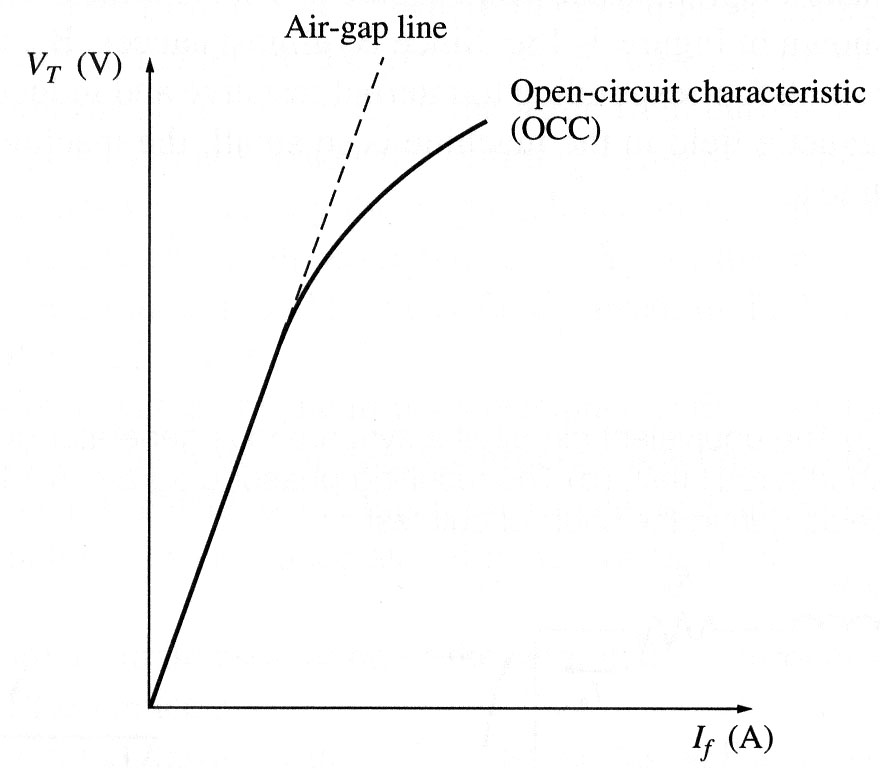 Air-gap line
V_T (V)
Open-circuit characteristic
(OCC)
I_f (A)